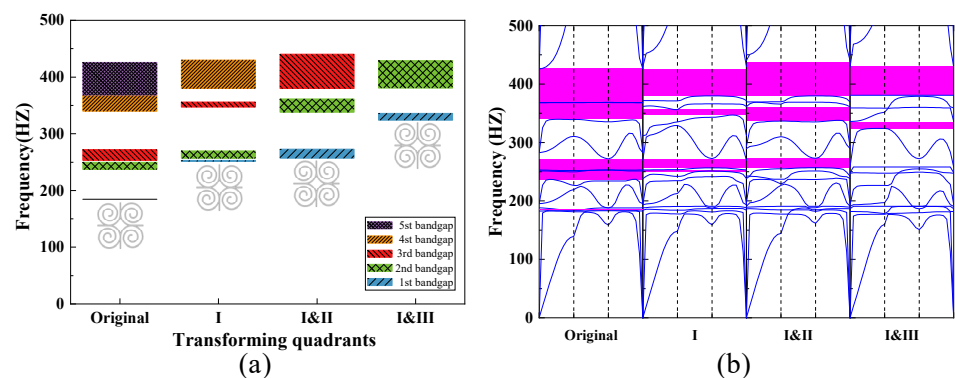 (a)
500
400
300
200
100
0
Frequency(HZ)
5st bandgap
4st bandgap
3rd bandgap
2nd bandgap
1st bandgap
Original I I&II I&III
Transforming quadrants
(a)
(b)
500
400
300
200
100
0
Frequency (HZ)
Original I I&II I&III
(b)